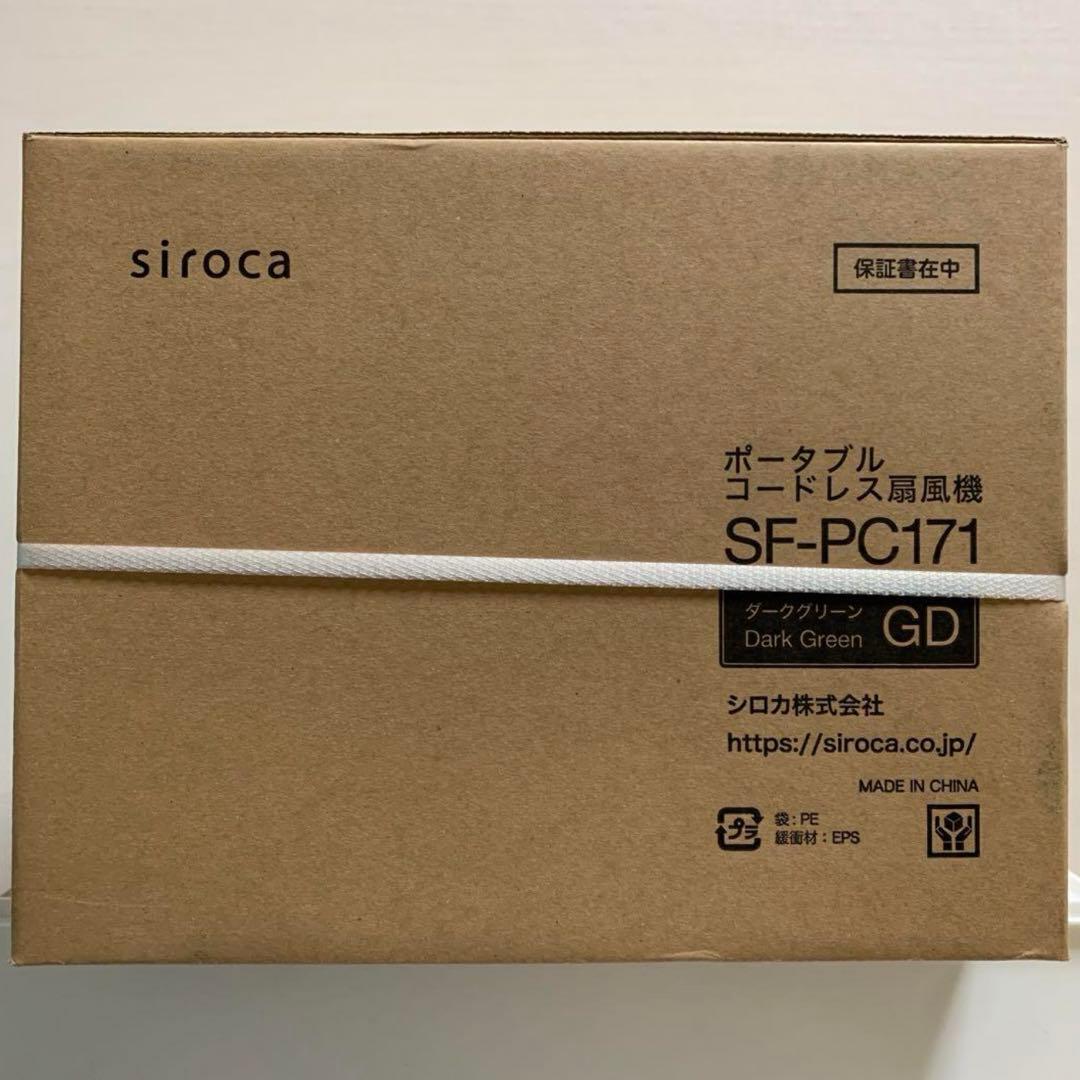 siroca
保証書在中
ポータブル
コードレス扇風機
SF-PC171
ダークグリーン
Dark Green
GD
シロカ株式会社
https://siroca.co.jp/
MADE IN CHINA
プラ
袋：PE
緩衝材：EPS